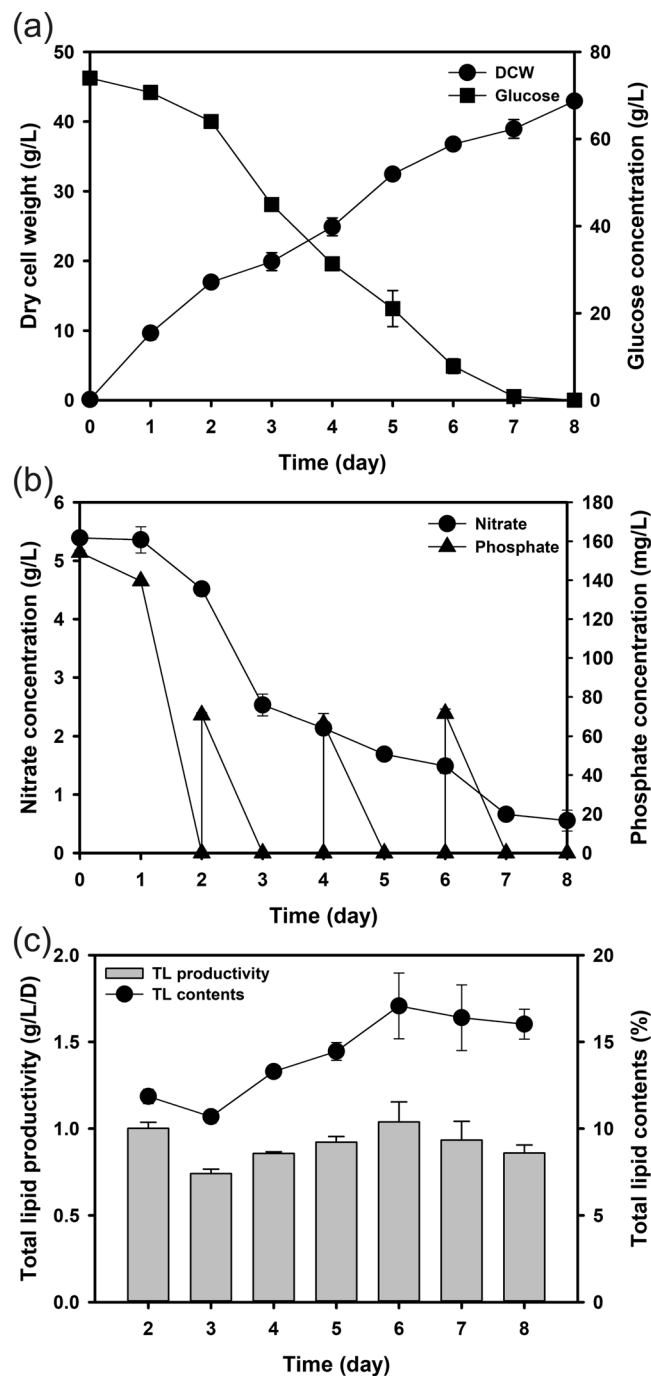 (a)
50
40
30
20
10
0
Dry cell weight (g/L)
DCW
Glucose
80
60
40
20
0
Glucose concentration (g/L)
0 1 2 3 4 5 6 7 8
Time (day)
(b)
6
5
4
3
2
1
0
Nitrate concentration (g/L)
Nitrate
Phosphate
180
160
140
120
100
80
60
40
20
0
Phosphate concentration (mg/L)
0 1 2 3 4 5 6 7 8
Time (day)
(c)
2.0
1.5
1.0
0.5
0.0
Total lipid productivity (g/L/D)
TL productivity
TL contents
20
15
10
5
0
Total lipid contents (%)
2 3 4 5 6 7 8
Time (day)